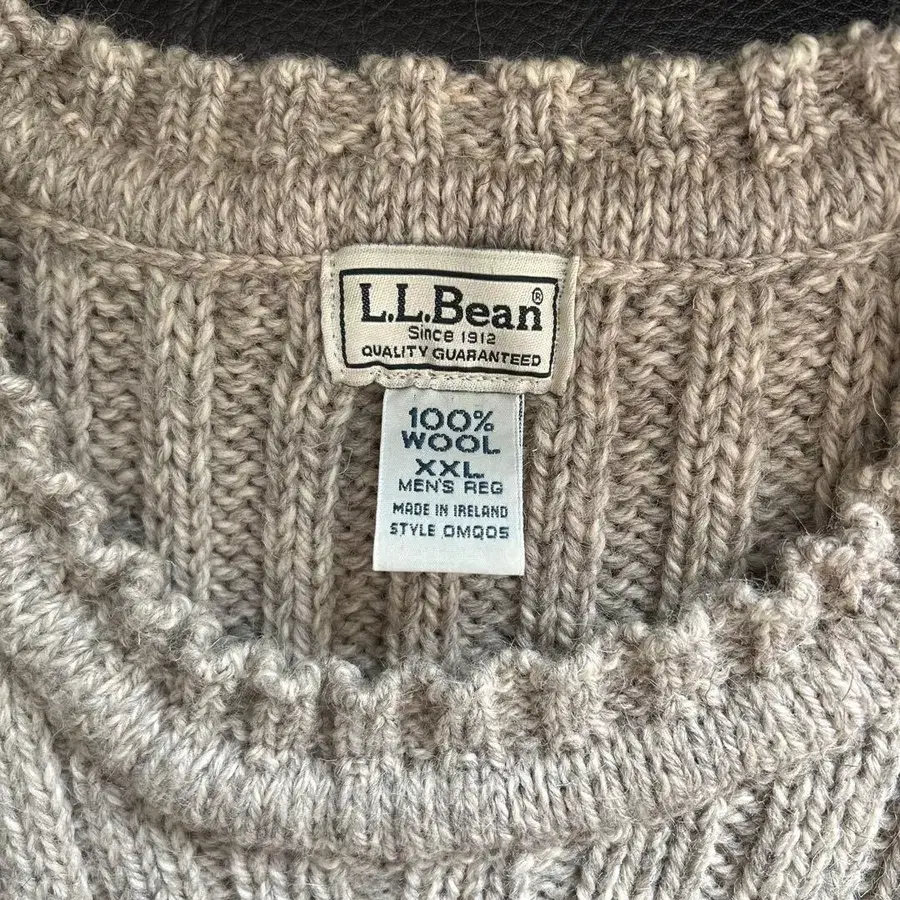 L.L.Bean®
Since 1912
QUALITY GUARANTEED
100%
WOOL
XXL
MEN'S REG
MADE IN IRELAND
STYLE OMQ05